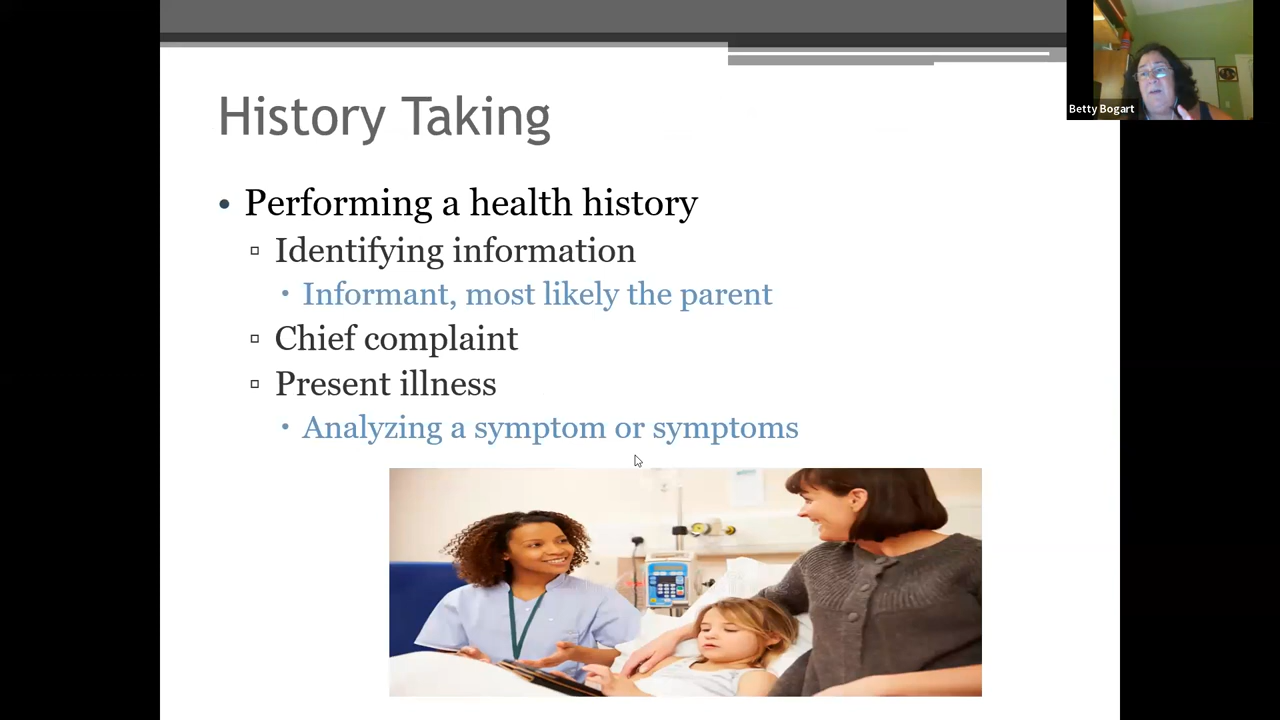 History Taking
Betty Bogart
• Performing a health history
▫ Identifying information
• Informant, most likely the parent
▫ Chief complaint
▫ Present illness
• Analyzing a symptom or symptoms